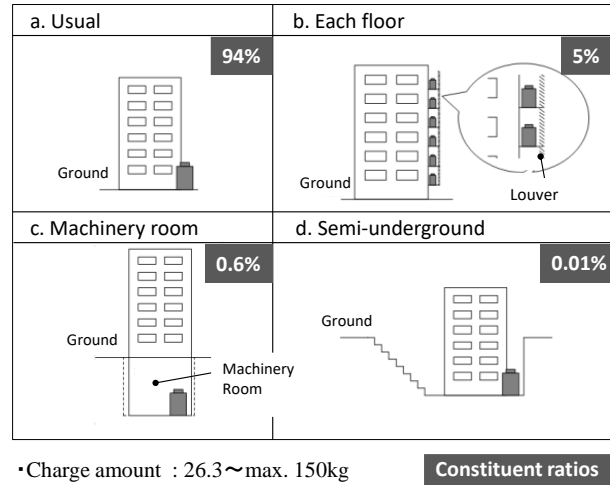 a. Usual
94%
Ground
b. Each floor
5%
Ground
Louver
c. Machinery room
0.6%
Ground
Machinery
Room
d. Semi-underground
0.01%
Ground
・Charge amount : 26.3～max. 150kg
Constituent ratios